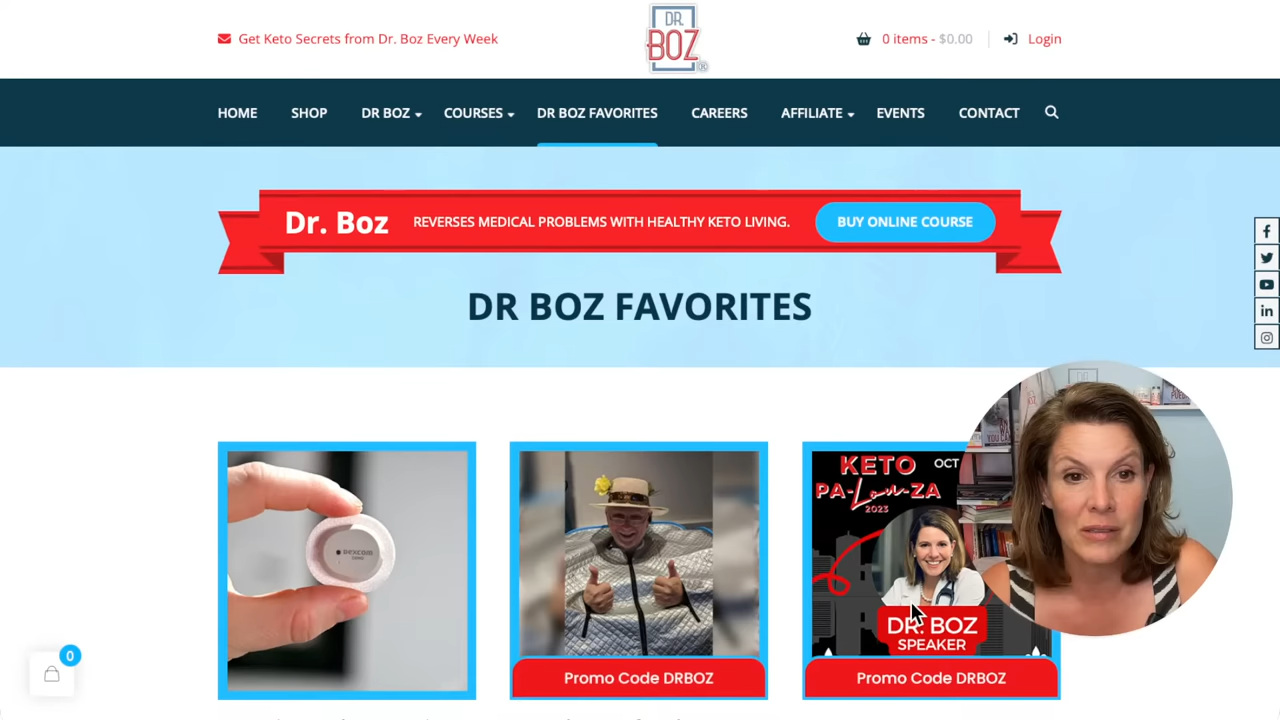 Get Keto Secrets from Dr. Boz Every Week
DR.
BOZ
®
0 items - $0.00
Login
HOME SHOP DR BOZ COURSES DR BOZ FAVORITES CAREERS AFFILIATE EVENTS CONTACT
Dr. Boz REVERSES MEDICAL PROBLEMS WITH HEALTHY KETO LIVING. BUY ONLINE COURSE
DR BOZ FAVORITES
dexcom
KETO OCT
PA-Low-ZA
2023
DR. BOZ
SPEAKER
Promo Code DRBOZ
Promo Code DRBOZ
0